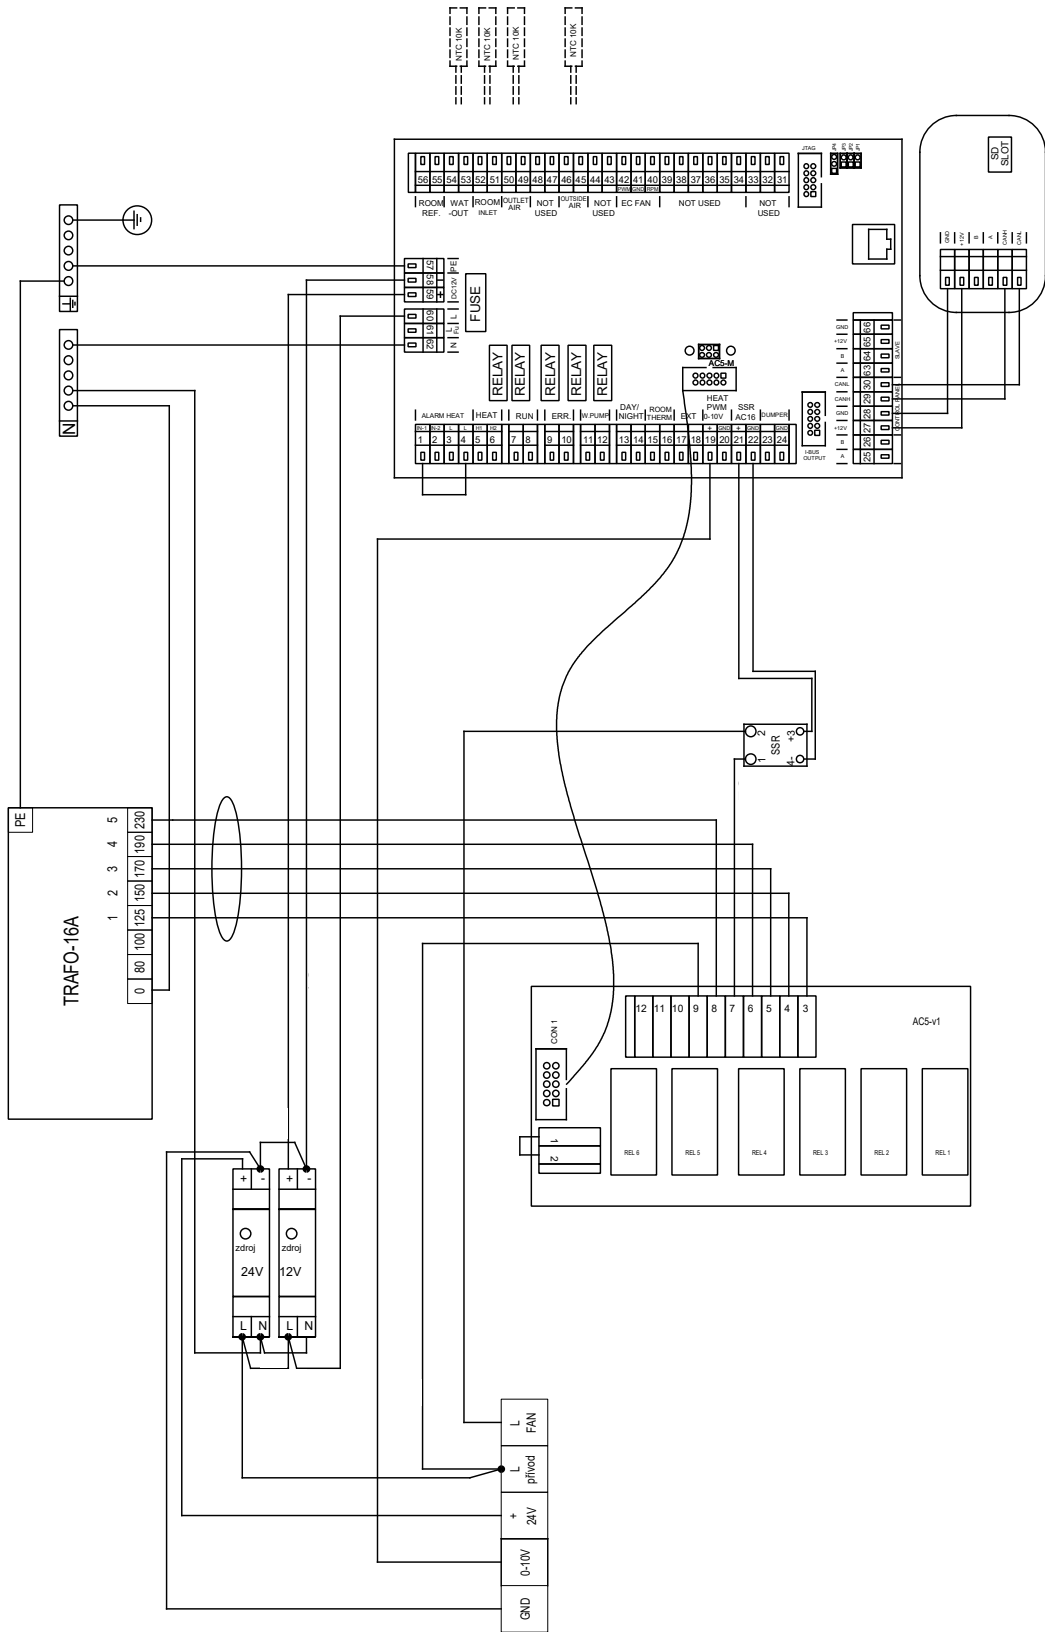 NTC 10K
NTC 10K
NTC 10K
NTC 10K
SD
SLOT
JTAG
JP4
JP3
JP2
JP1
56 55 54 53 52 51 50 49 48 47 46 45 44 43 42 41 40 39 38 37 36 35 34 33 32 31
PWM GND RPM
ROOM REF.
WAT -OUT
ROOM INLET
OUTLET AIR
NOT USED
OUTSIDE AIR
NOT USED
EC FAN
NOT USED
NOT USED
GND
+12V
B
A
CANH
CANL
57 PE
58 -
59 +
DC12V
60 L
61 L Fu
62 N
FUSE
N
RELAY
RELAY
RELAY
RELAY
RELAY
AC5-M
66 GND
65 +12V
64 B
63 A
30 CANL
29 CANH
28 GND
27 +12V
26 B
25 A
SLAVE
CONTROL PANEL
I-BUS
OUTPUT
ALARM HEAT
HEAT
RUN
ERR.
W.PUMP
DAY/
NIGHT
ROOM
THERM
EXT
HEAT
PWM
0-10V
SSR
AC16
DUMPER
IN-1 IN-2 L L H1 H2 + GND + GND GND
1 2 3 4 5 6 7 8 9 10 11 12 13 14 15 16 17 18 19 20 21 22 23 24
SSR
2
1
+3
4-
PE
TRAFO-16A
5 4 3 2 1
230 190 170 150 125 100 80 0
AC5-v1
12 11 10 9 8 7 6 5 4 3
CON 1
1
2
REL 6
REL 5
REL 4
REL 3
REL 2
REL 1
+ -
zdroj
24V
L N
+ -
zdroj
12V
L N
L
FAN
L
přívod
+
24V
0-10V
GND